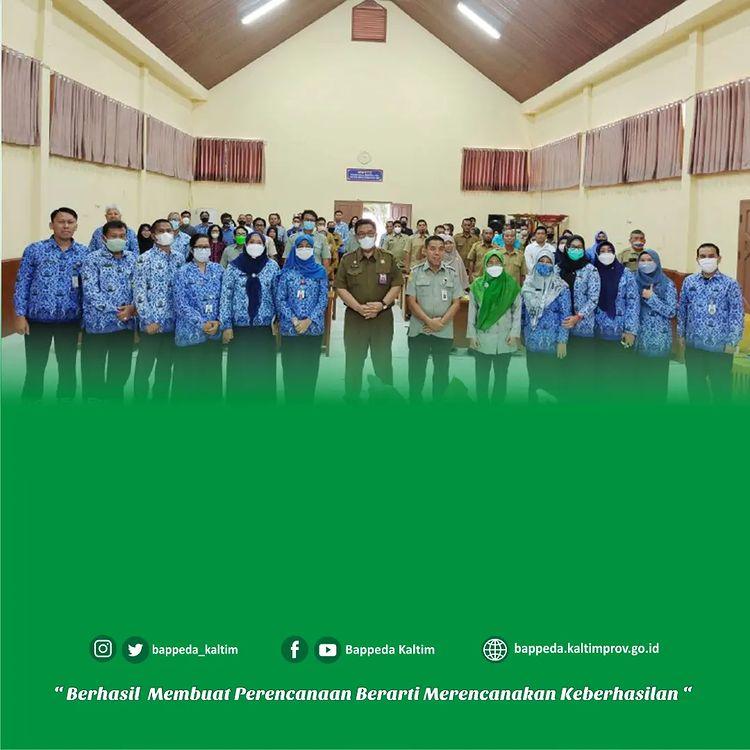 bappeda_kaltim
Bappeda Kaltim
bappeda.kaltimprov.go.id
“ Berhasil Membuat Perencanaan Berarti Merencanakan Keberhasilan “